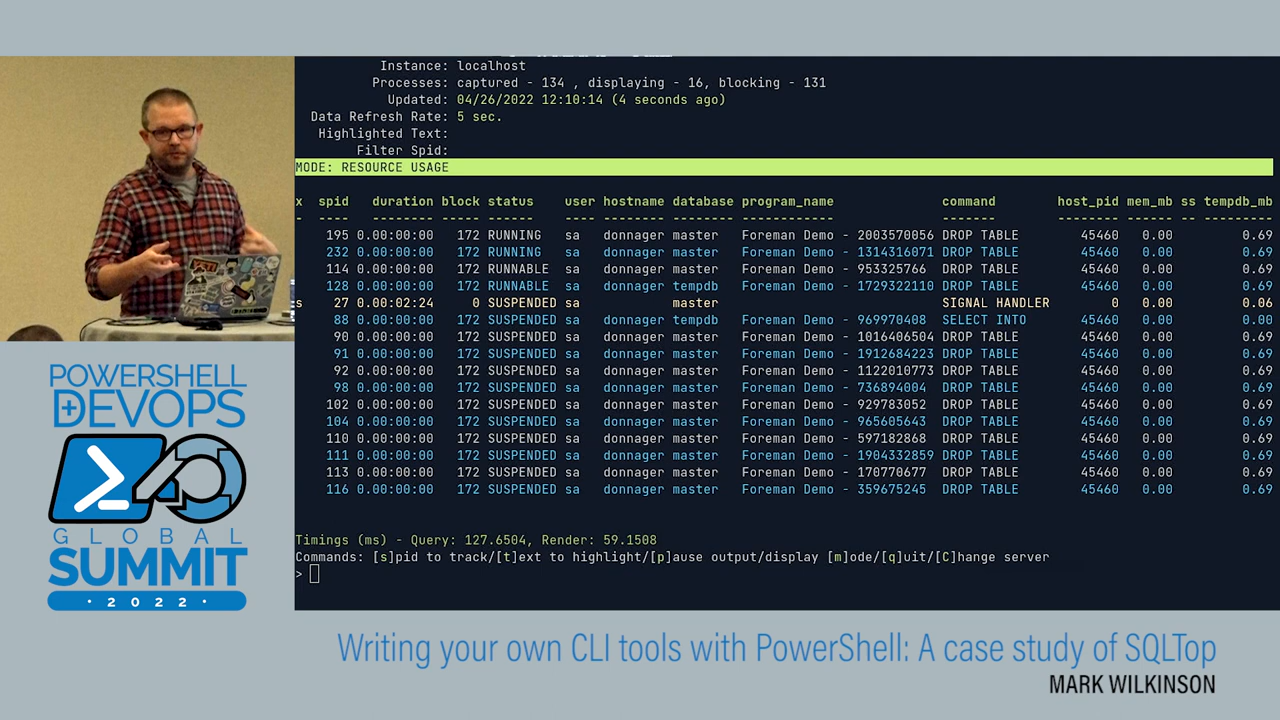 Instance: localhost
Processes: captured - 134 , displaying - 16, blocking - 131
Updated: 04/26/2022 12:10:14 (4 seconds ago)
Data Refresh Rate: 5 sec.
Highlighted Text:
Filter Spid:
MODE: RESOURCE USAGE
x spid duration block status user hostname database program_name command host_pid mem_mb ss tempdb_mb
- ---- -------- ----- ------ ---- -------- -------- ------------ ------- -------- ------ -- ---------
195 0.00:00:00 172 RUNNING sa donnager master Foreman Demo - 2003570056 DROP TABLE 45460 0.00 0.69
232 0.00:00:00 172 RUNNING sa donnager master Foreman Demo - 1314316071 DROP TABLE 45460 0.00 0.69
114 0.00:00:00 172 RUNNABLE sa donnager master Foreman Demo - 953325766 DROP TABLE 45460 0.00 0.69
128 0.00:00:00 172 RUNNABLE sa donnager tempdb Foreman Demo - 1729322110 DROP TABLE 45460 0.00 0.69
s 27 0.00:02:24 0 SUSPENDED sa master SIGNAL HANDLER 0 0.00 0.06
88 0.00:00:00 172 SUSPENDED sa donnager tempdb Foreman Demo - 969970408 SELECT INTO 45460 0.00 0.00
90 0.00:00:00 172 SUSPENDED sa donnager master Foreman Demo - 1016406504 DROP TABLE 45460 0.00 0.69
91 0.00:00:00 172 SUSPENDED sa donnager master Foreman Demo - 1912684223 DROP TABLE 45460 0.00 0.69
92 0.00:00:00 172 SUSPENDED sa donnager master Foreman Demo - 1122010773 DROP TABLE 45460 0.00 0.69
98 0.00:00:00 172 SUSPENDED sa donnager master Foreman Demo - 736894004 DROP TABLE 45460 0.00 0.69
102 0.00:00:00 172 SUSPENDED sa donnager master Foreman Demo - 929783052 DROP TABLE 45460 0.00 0.69
104 0.00:00:00 172 SUSPENDED sa donnager master Foreman Demo - 965605643 DROP TABLE 45460 0.00 0.69
110 0.00:00:00 172 SUSPENDED sa donnager master Foreman Demo - 597182868 DROP TABLE 45460 0.00 0.69
111 0.00:00:00 172 SUSPENDED sa donnager master Foreman Demo - 1904332859 DROP TABLE 45460 0.00 0.69
113 0.00:00:00 172 SUSPENDED sa donnager master Foreman Demo - 170770677 DROP TABLE 45460 0.00 0.69
116 0.00:00:00 172 SUSPENDED sa donnager master Foreman Demo - 359675245 DROP TABLE 45460 0.00 0.69
Timings (ms) - Query: 127.6504, Render: 59.1508
Commands: [s]pid to track/[t]ext to highlight/[p]ause output/display [m]ode/[q]uit/[C]hange server
>
POWERSHELL
+DEVOPS
GLOBAL
SUMMIT
· 2022 ·
Writing your own CLI tools with PowerShell: A case study of SQLTop
MARK WILKINSON